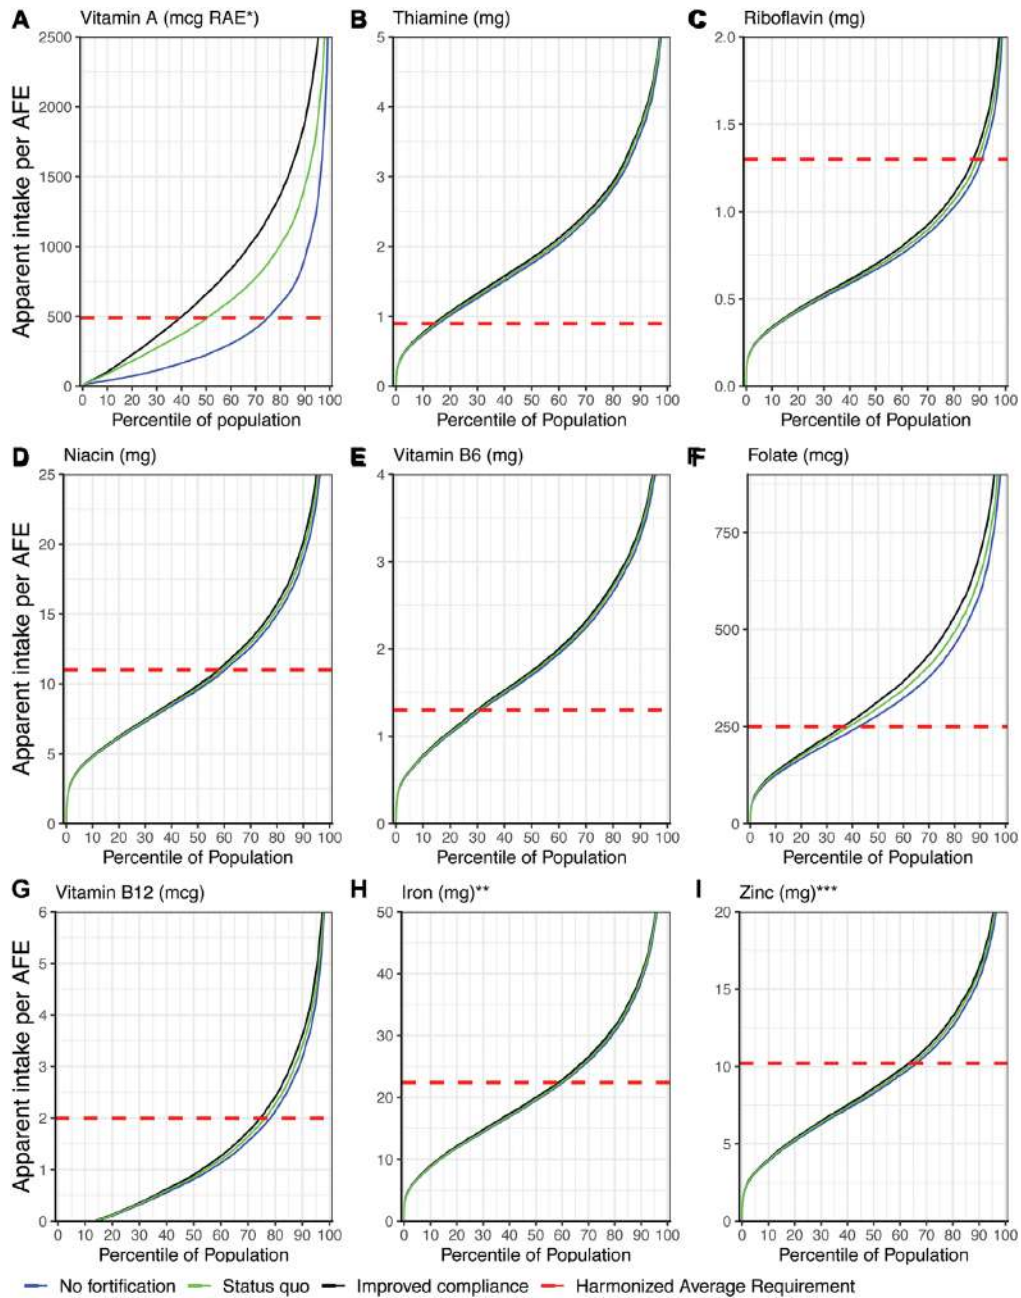 A Vitamin A (mcg RAE*)
B Thiamine (mg)
C Riboflavin (mg)
Apparent intake per AFE
2500
2000
1500
1000
500
0
0 10 20 30 40 50 60 70 80 90 100
Percentile of population
5
4
3
2
1
0
0 10 20 30 40 50 60 70 80 90 100
Percentile of Population
2.0
1.5
1.0
0.5
0.0
0 10 20 30 40 50 60 70 80 90 100
Percentile of Population
D Niacin (mg)
E Vitamin B6 (mg)
F Folate (mcg)
Apparent intake per AFE
25
20
15
10
5
0
0 10 20 30 40 50 60 70 80 90 100
Percentile of Population
4
3
2
1
0
0 10 20 30 40 50 60 70 80 90 100
Percentile of Population
750
500
250
0
0 10 20 30 40 50 60 70 80 90 100
Percentile of Population
G Vitamin B12 (mcg)
H Iron (mg)**
I Zinc (mg)***
Apparent intake per AFE
6
5
4
3
2
1
0
0 10 20 30 40 50 60 70 80 90 100
Percentile of Population
50
40
30
20
10
0
0 10 20 30 40 50 60 70 80 90 100
Percentile of Population
20
15
10
5
0
0 10 20 30 40 50 60 70 80 90 100
Percentile of Population
No fortification Status quo Improved compliance Harmonized Average Requirement